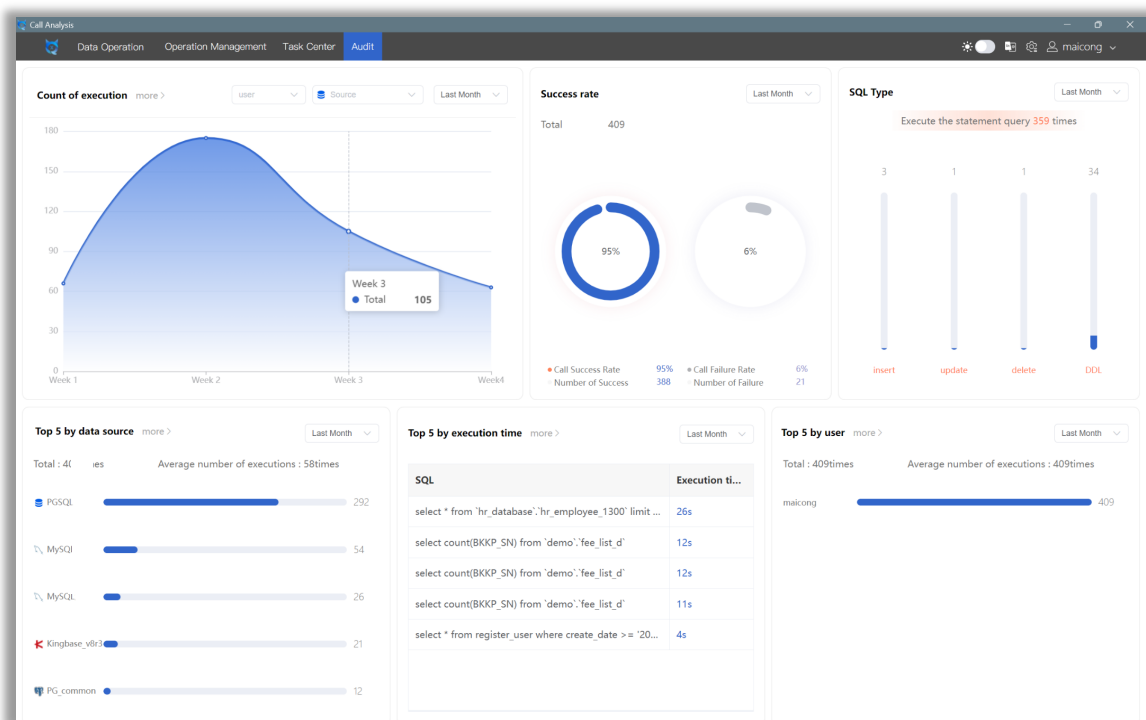 Call Analysis
Data Operation Operation Management Task Center Audit maicong
Count of execution more > user Source Last Month
180
150
120
90
60
30
0
Week 1 Week 2 Week 3 Week4
Week 3
Total 105
Success rate Last Month
Total 409
95% 6%
Call Success Rate 95% Call Failure Rate 6%
Number of Success 388 Number of Failure 21
SQL Type Last Month
Execute the statement query 359 times
3 1 1 34
insert update delete DDL
Top 5 by data source more > Last Month
Total : Average number of executions : 58times
PGSQL 292
MySQL 54
MySQL 26
Kingbase_v8r3 21
PG_common 12
Top 5 by execution time more > Last Month
SQL Execution ti...
select * from `hr_database`.`hr_employee_1300` limit ... 26s
select count(BKKP_SN) from `demo`.`fee_list_d` 12s
select count(BKKP_SN) from `demo`.`fee_list_d` 12s
select count(BKKP_SN) from `demo`.`fee_list_d` 11s
select * from register_user where create_date >= '20... 4s
Top 5 by user more > Last Month
Total : 409times Average number of executions : 409times
maicong 409